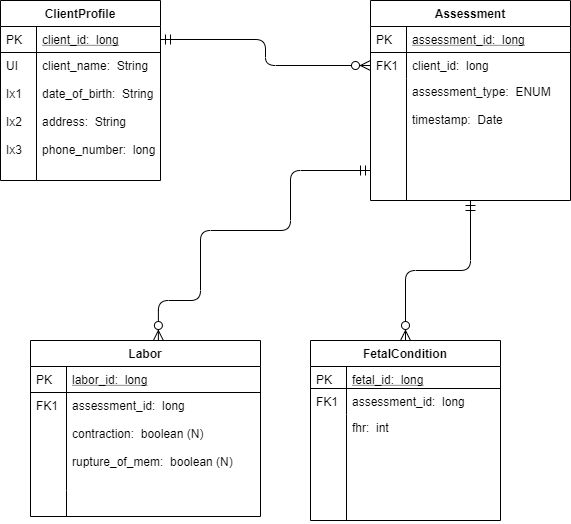 ClientProfile
PK client_id: long
UI client_name: String
Ix1 date_of_birth: String
Ix2 address: String
Ix3 phone_number: long
Assessment
PK assessment_id: long
FK1 client_id: long
assessment_type: ENUM
timestamp: Date
Labor
PK labor_id: long
FK1 assessment_id: long
contraction: boolean (N)
rupture_of_mem: boolean (N)
FetalCondition
PK fetal_id: long
FK1 assessment_id: long
fhr: int